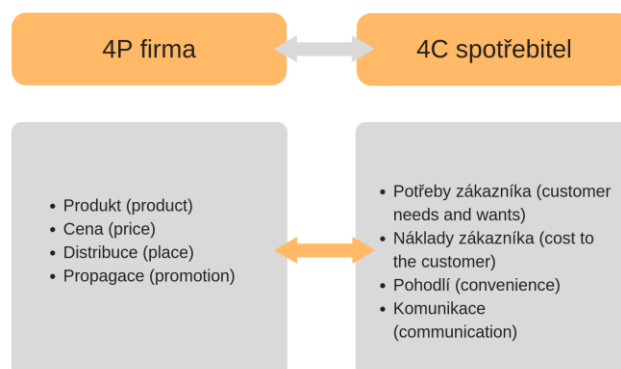 4P firma
4C spotřebitel
• Produkt (product)
• Cena (price)
• Distribuce (place)
• Propagace (promotion)
• Potřeby zákazníka (customer
needs and wants)
• Náklady zákazníka (cost to
the customer)
• Pohodlí (convenience)
• Komunikace
(communication)